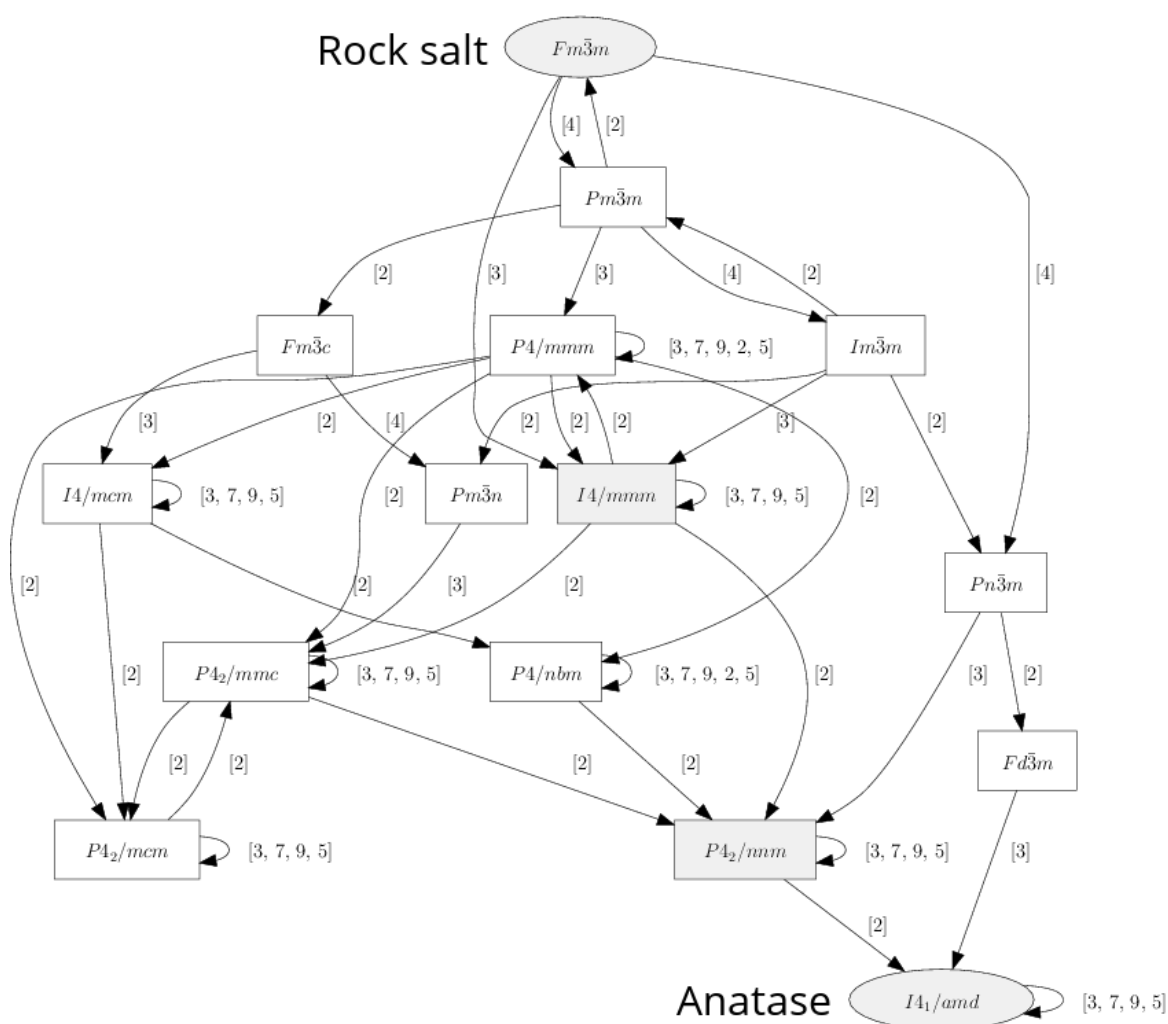 Rock salt
Fm3̄m
[4]
[2]
Pm3̄m
[2]
[3]
[3]
[4]
[2]
[4]
Fm3̄c
P4/mmm
[3, 7, 9, 2, 5]
Im3̄m
[3]
[2]
[4]
[2]
[2]
[2]
[3]
[2]
I4/mcm
[3, 7, 9, 5]
[2]
Pm3̄n
I4/mmm
[3, 7, 9, 5]
[2]
[2]
[2]
[3]
[2]
Pn3̄m
[2]
P4₂/mmc
[3, 7, 9, 5]
P4/nbm
[3, 7, 9, 2, 5]
[2]
[3]
[2]
[2]
[2]
[2]
[2]
Fd3̄m
P4₂/mcm
[3, 7, 9, 5]
P4₂/nnm
[3, 7, 9, 5]
[3]
[2]
Anatase
I4₁/amd
[3, 7, 9, 5]